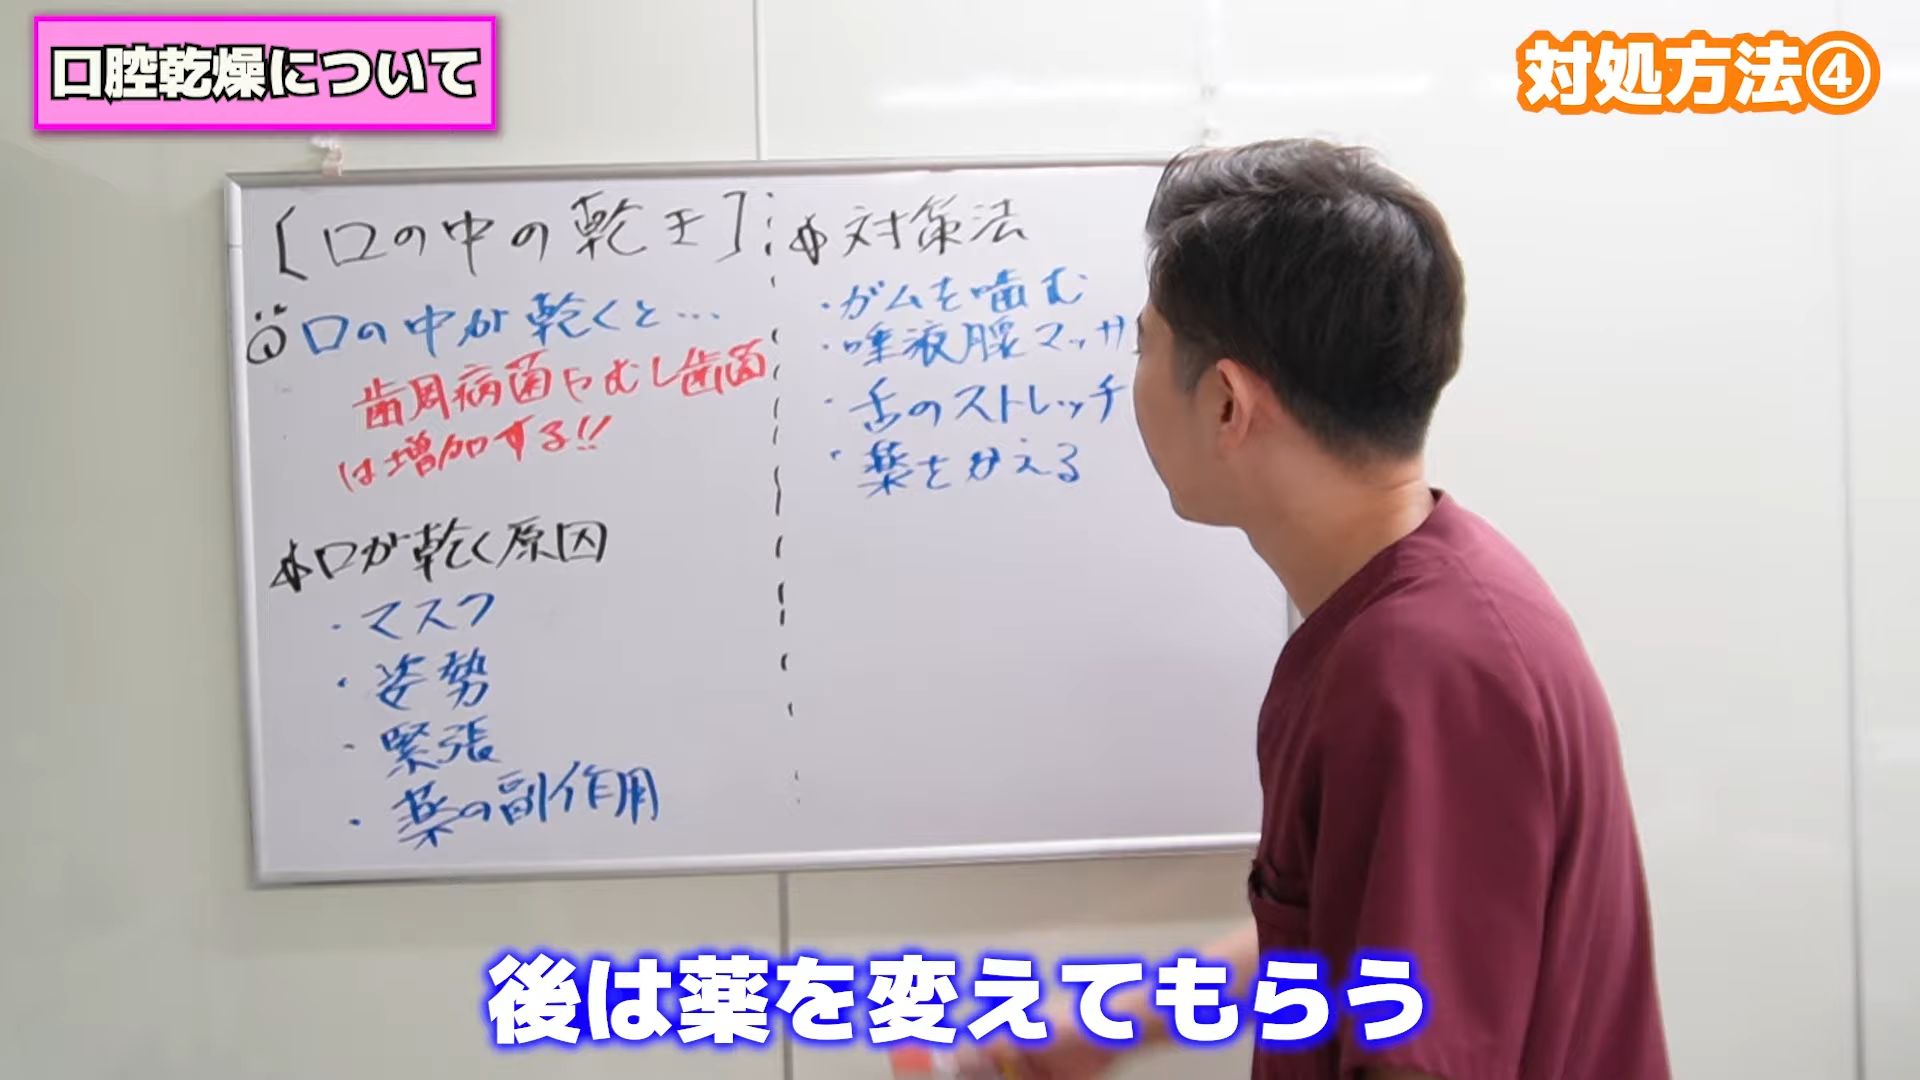 口腔乾燥について
対処方法④
[口の中の乾き]
対策法
口の中が乾くと…
歯周病菌やむし歯菌
は増加する!!
口が乾く原因
・マスク
・姿勢
・緊張
・薬の副作用
・ガムを噛む
・唾液腺マッサ
・舌のストレッチ
・薬をかえる
後は薬を変えてもらう